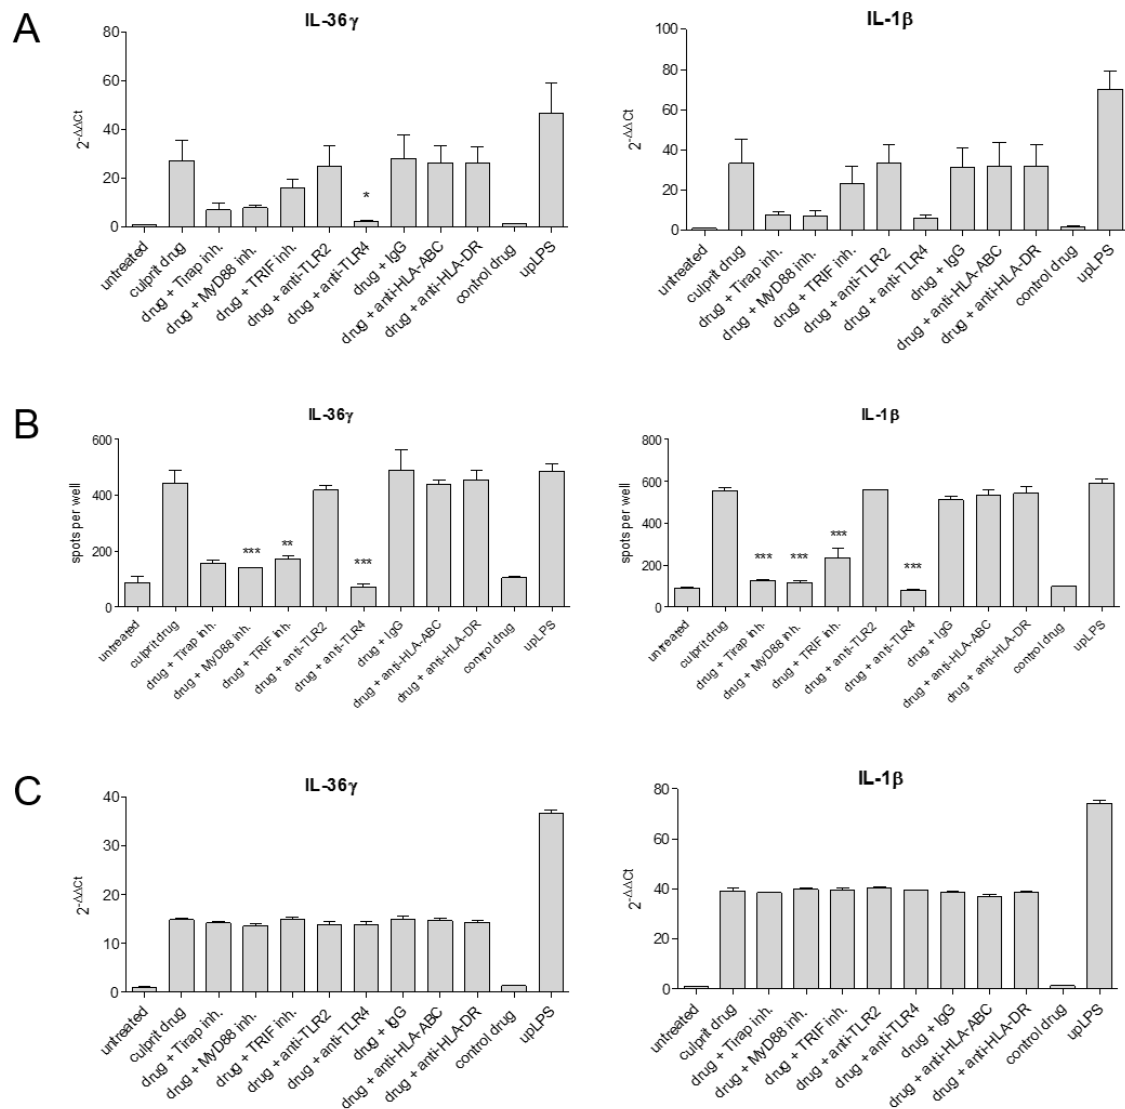 A
IL-36γ
80
60
40
20
0
2-ΔΔCt
*
untreated
culprit drug
drug + Tirap inh.
drug + MyD88 inh.
drug + TRIF inh.
drug + anti-TLR2
drug + anti-TLR4
drug + IgG
drug + anti-HLA-ABC
drug + anti-HLA-DR
control drug
upLPS
IL-1β
100
80
60
40
20
0
2-ΔΔCt
untreated
culprit drug
drug + Tirap inh.
drug + MyD88 inh.
drug + TRIF inh.
drug + anti-TLR2
drug + anti-TLR4
drug + IgG
drug + anti-HLA-ABC
drug + anti-HLA-DR
control drug
upLPS
B
IL-36γ
600
400
200
0
spots per well
***
**
***
untreated
culprit drug
drug + Tirap inh.
drug + MyD88 inh.
drug + TRIF inh.
drug + anti-TLR2
drug + anti-TLR4
drug + IgG
drug + anti-HLA-ABC
drug + anti-HLA-DR
control drug
upLPS
IL-1β
800
600
400
200
0
spots per well
***
***
***
***
untreated
culprit drug
drug + Tirap inh.
drug + MyD88 inh.
drug + TRIF inh.
drug + anti-TLR2
drug + anti-TLR4
drug + IgG
drug + anti-HLA-ABC
drug + anti-HLA-DR
control drug
upLPS
C
IL-36γ
40
30
20
10
0
2-ΔΔCt
untreated
culprit drug
drug + Tirap inh.
drug + MyD88 inh.
drug + TRIF inh.
drug + anti-TLR2
drug + anti-TLR4
drug + IgG
drug + anti-HLA-ABC
drug + anti-HLA-DR
control drug
upLPS
IL-1β
80
60
40
20
0
2-ΔΔCt
untreated
culprit drug
drug + Tirap inh.
drug + MyD88 inh.
drug + TRIF inh.
drug + anti-TLR2
drug + anti-TLR4
drug + IgG
drug + anti-HLA-ABC
drug + anti-HLA-DR
control drug
upLPS